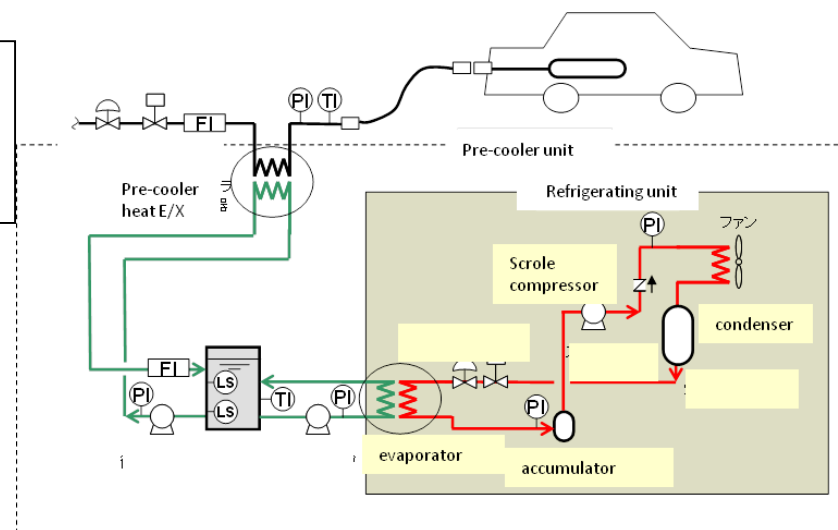 PI
TI
FI
Pre-cooler unit
Pre-cooler
heat E/X
Refrigerating unit
PI
ファン
Scrole
compressor
condenser
FI
LS
PI
TI
PI
LS
PI
evaporator
accumulator